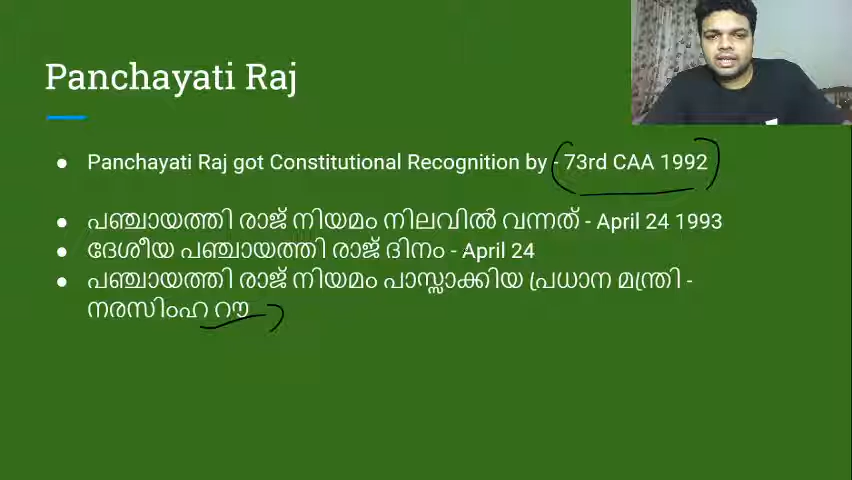 Panchayati Raj
● Panchayati Raj got Constitutional Recognition by - 73rd CAA 1992
● പഞ്ചായത്തി രാജ് നിയമം നിലവിൽ വന്നത് - April 24 1993
● ദേശീയ പഞ്ചായത്തി രാജ് ദിനം - April 24
● പഞ്ചായത്തി രാജ് നിയമം പാസ്സാക്കിയ പ്രധാന മന്ത്രി -
നരസിംഹ റൗ